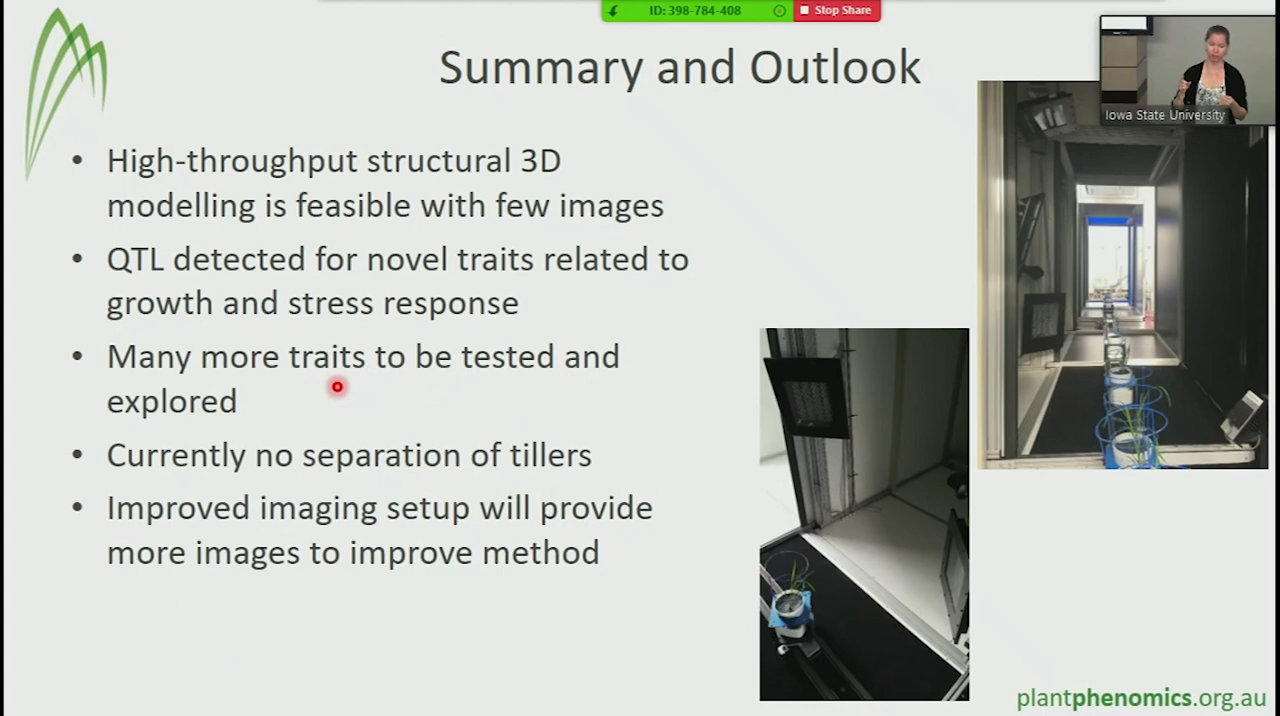 ID: 398-784-408
Stop Share
Summary and Outlook
Iowa State University
• High-throughput structural 3D
modelling is feasible with few images
• QTL detected for novel traits related to
growth and stress response
• Many more traits to be tested and
explored
• Currently no separation of tillers
• Improved imaging setup will provide
more images to improve method
plantphenomics.org.au